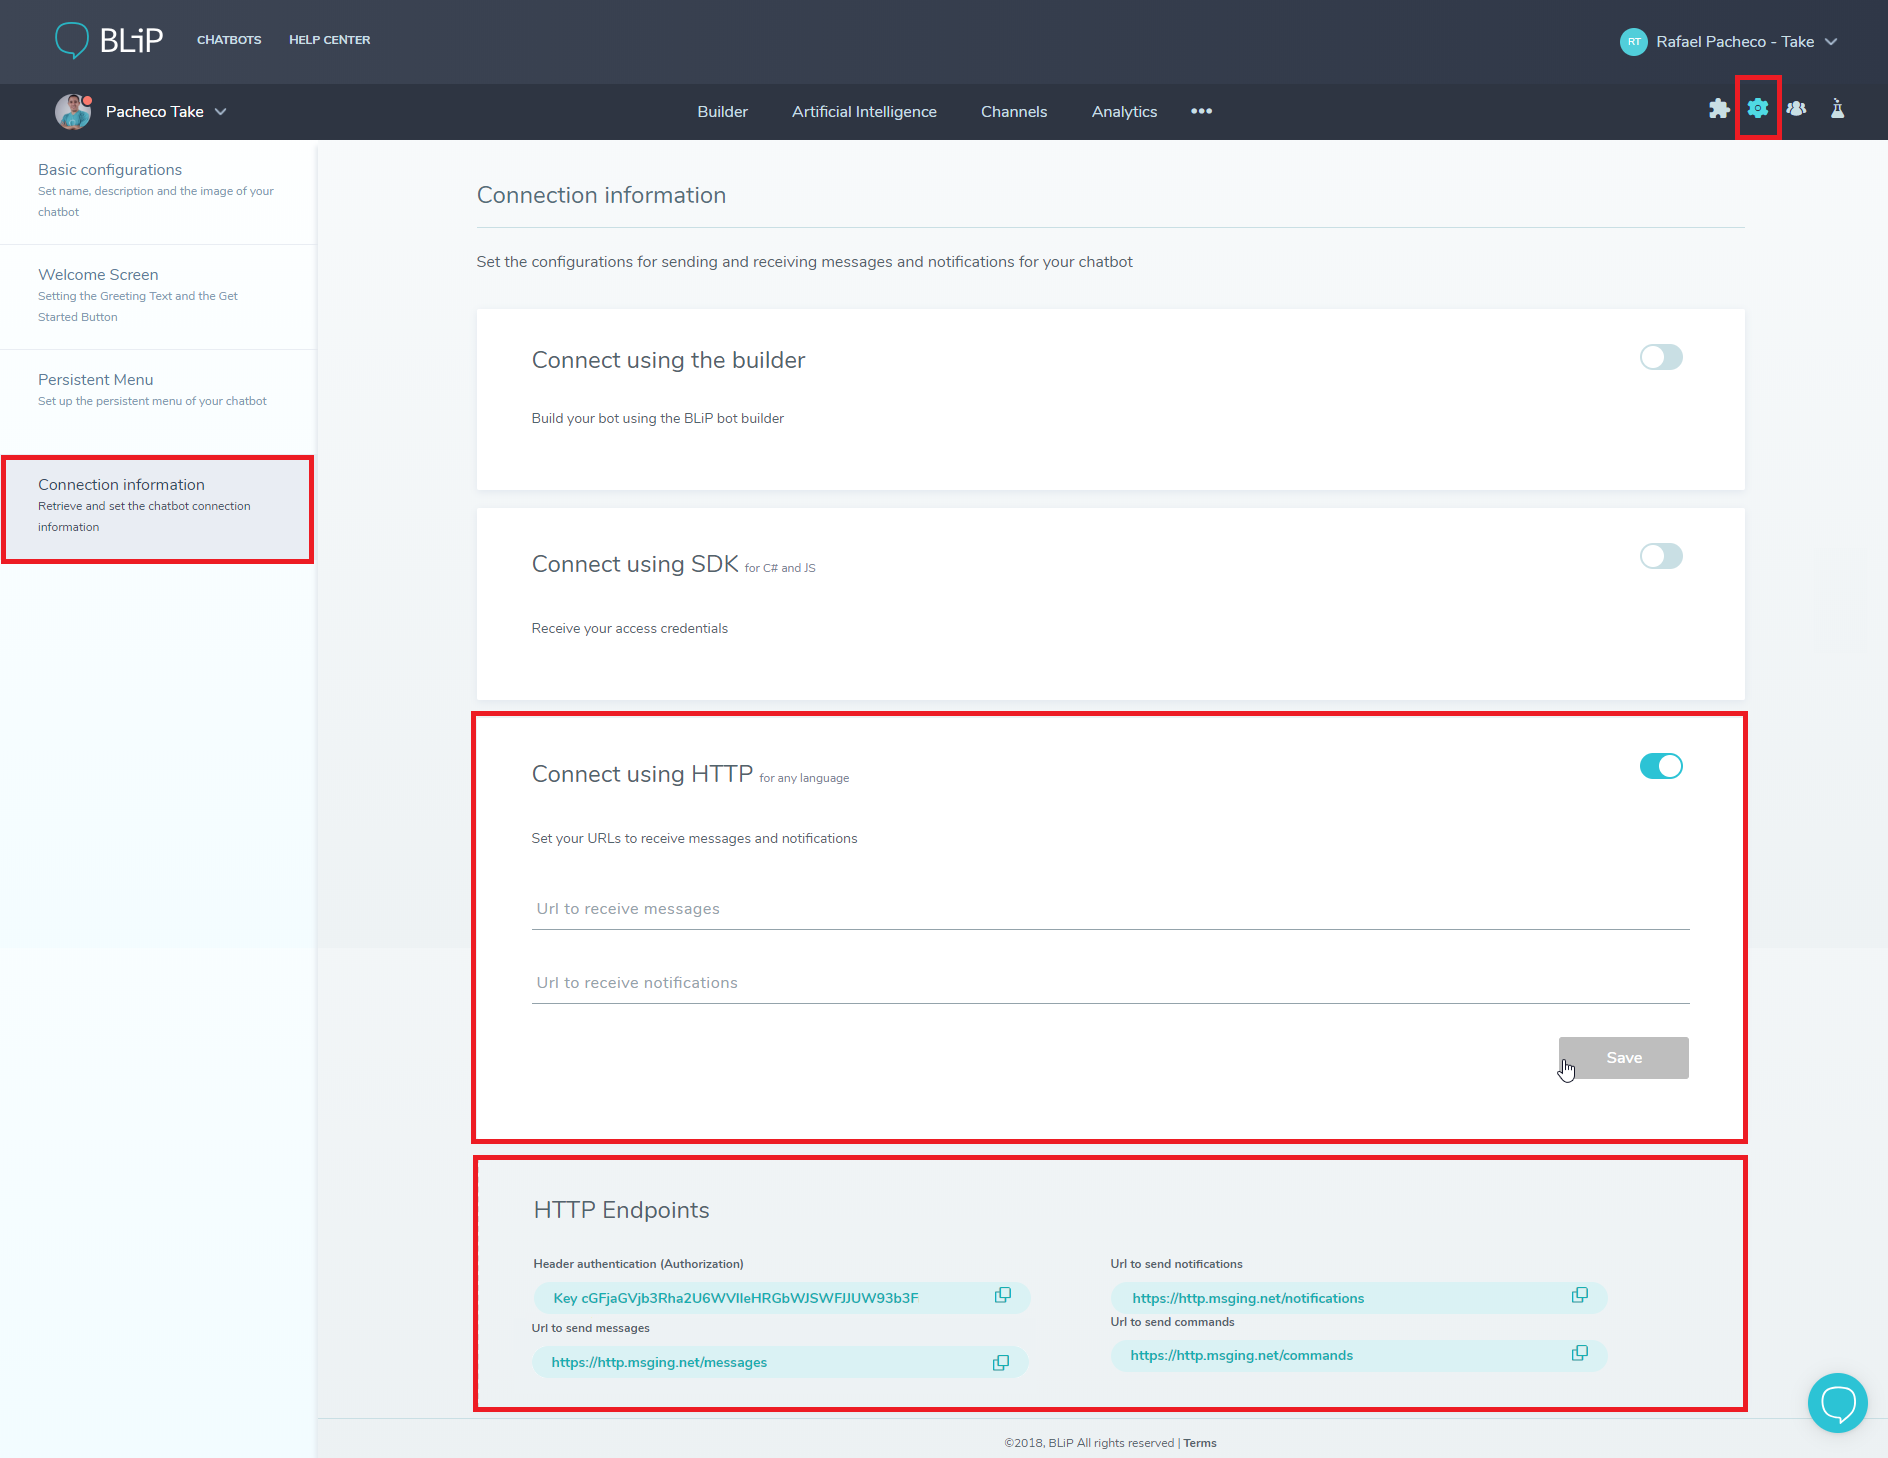 BLiP
CHATBOTS
HELP CENTER
RT
Rafael Pacheco - Take
Pacheco Take
Builder
Artificial Intelligence
Channels
Analytics
Basic configurations
Set name, description and the image of your
chatbot
Welcome Screen
Setting the Greeting Text and the Get
Started Button
Persistent Menu
Set up the persistent menu of your chatbot
Connection information
Retrieve and set the chatbot connection
information
Connection information
Set the configurations for sending and receiving messages and notifications for your chatbot
Connect using the builder
Build your bot using the BLiP bot builder
Connect using SDK for C# and JS
Receive your access credentials
Connect using HTTP for any language
Set your URLs to receive messages and notifications
Url to receive messages
Url to receive notifications
Save
HTTP Endpoints
Header authentication (Authorization)
Key cGFjaGVjb3Rha2U6WVlleHRGbWJSWFJJUW93b3F
Url to send messages
https://http.msging.net/messages
Url to send notifications
https://http.msging.net/notifications
Url to send commands
https://http.msging.net/commands
©2018, BLiP All rights reserved | Terms